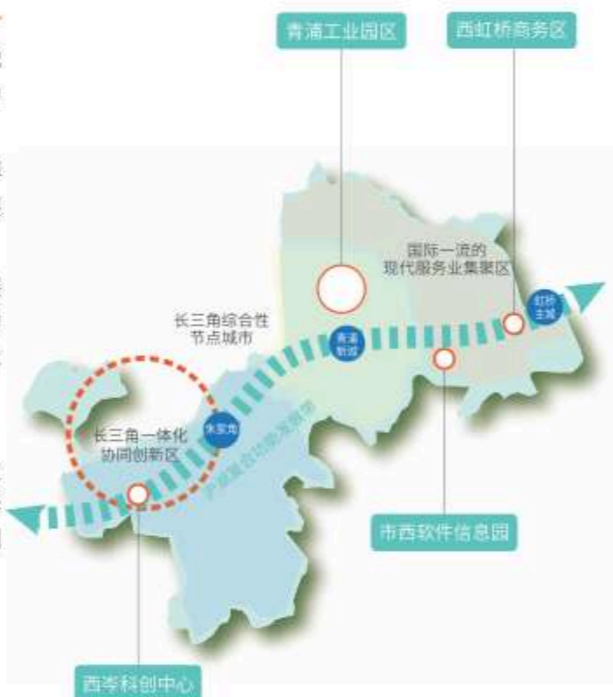 青浦工业园区
西虹桥商务区
国际一流的
现代服务业集聚区
虹桥
主城
长三角综合性
节点城市
青浦
新城
长三角一体化
协同创新区
朱家角
市西软件信息园
西岑科创中心